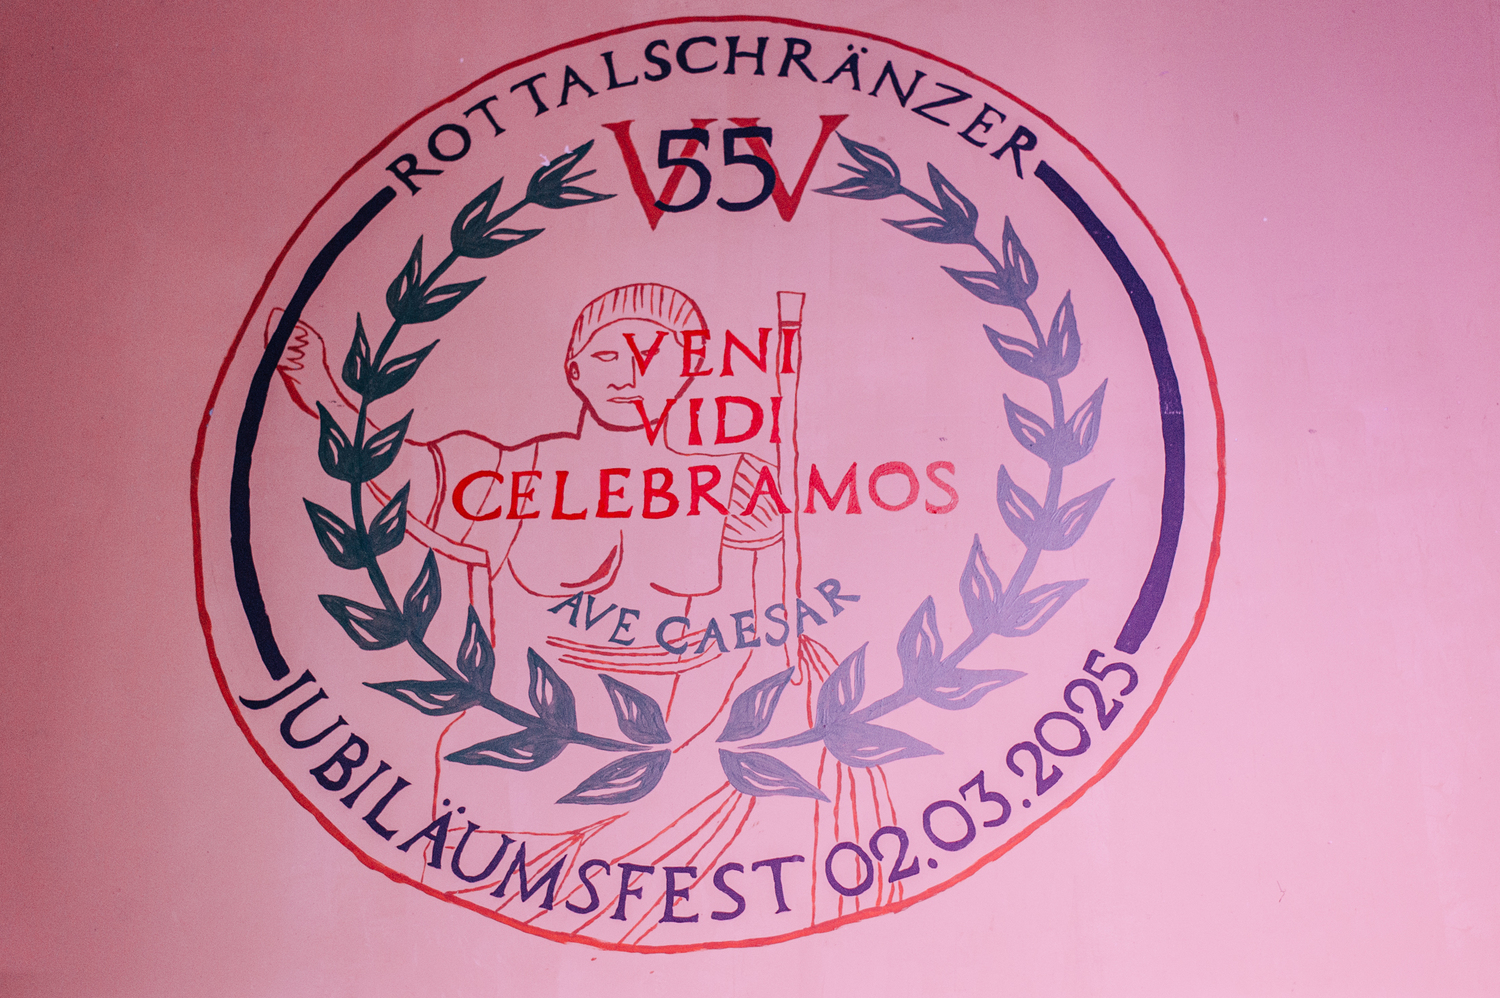 ROTTALSCHRÄNZER
VV
55
VENI
VIDI
CELEBRAMOS
AVE CAESAR
JUBILÄUMSFEST 02.03.2025